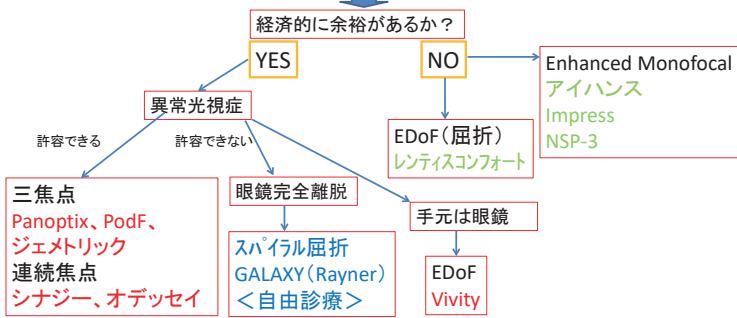 経済的に余裕があるか？
YES
NO
Enhanced Monofocal
アイハンス
Impress
NSP-3
異常光視症
EDoF（屈折）
レンティスコンフォート
許容できる
許容できない
三焦点
Panoptix、PodF、
ジェメトリック
連続焦点
シナジー、オデッセイ
眼鏡完全離脱
スパイラル屈折
GALAXY（Rayner）
＜自由診療＞
手元は眼鏡
EDoF
Vivity